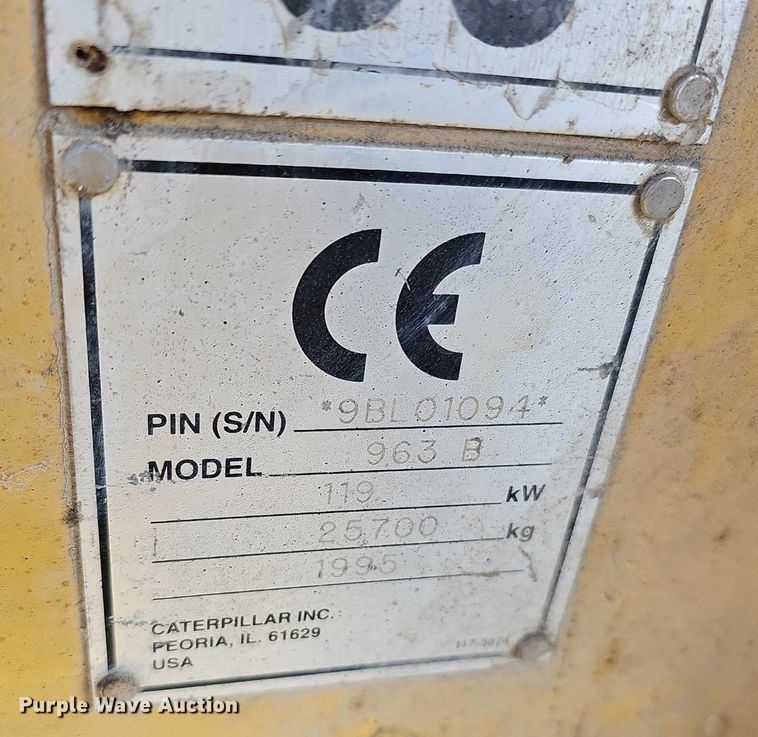 CE
PIN (S/N) *9BL01094*
MODEL 963 B
119 kW
25700 kg
1995
CATERPILLAR INC.
PEORIA, IL. 61629
USA
Purple Wave Auction